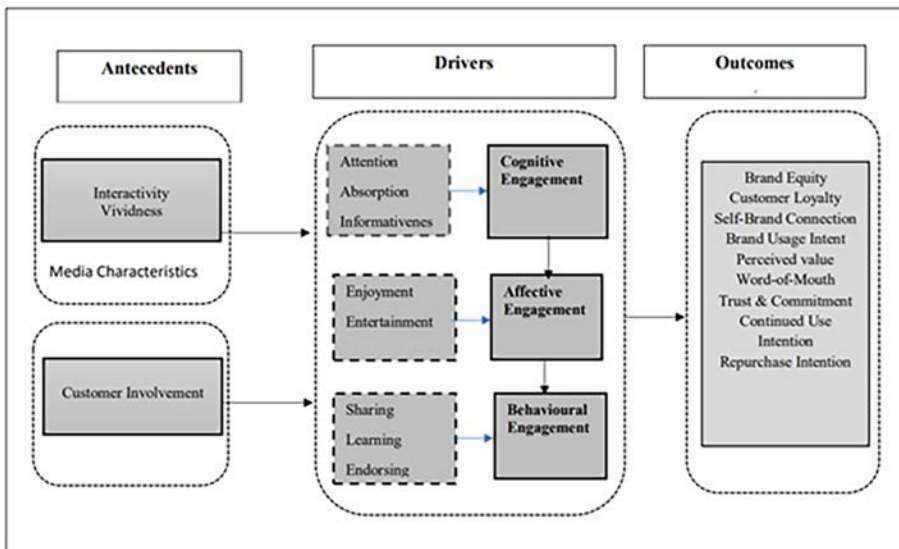 Antecedents
Drivers
Outcomes
Interactivity
Vividness
Media Characteristics
Customer Involvement
Attention
Absorption
Informativenes
Cognitive
Engagement
Enjoyment
Entertainment
Affective
Engagement
Sharing
Learning
Endorsing
Behavioural
Engagement
Brand Equity
Customer Loyalty
Self-Brand Connection
Brand Usage Intent
Perceived value
Word-of-Mouth
Trust & Commitment
Continued Use
Intention
Repurchase Intention